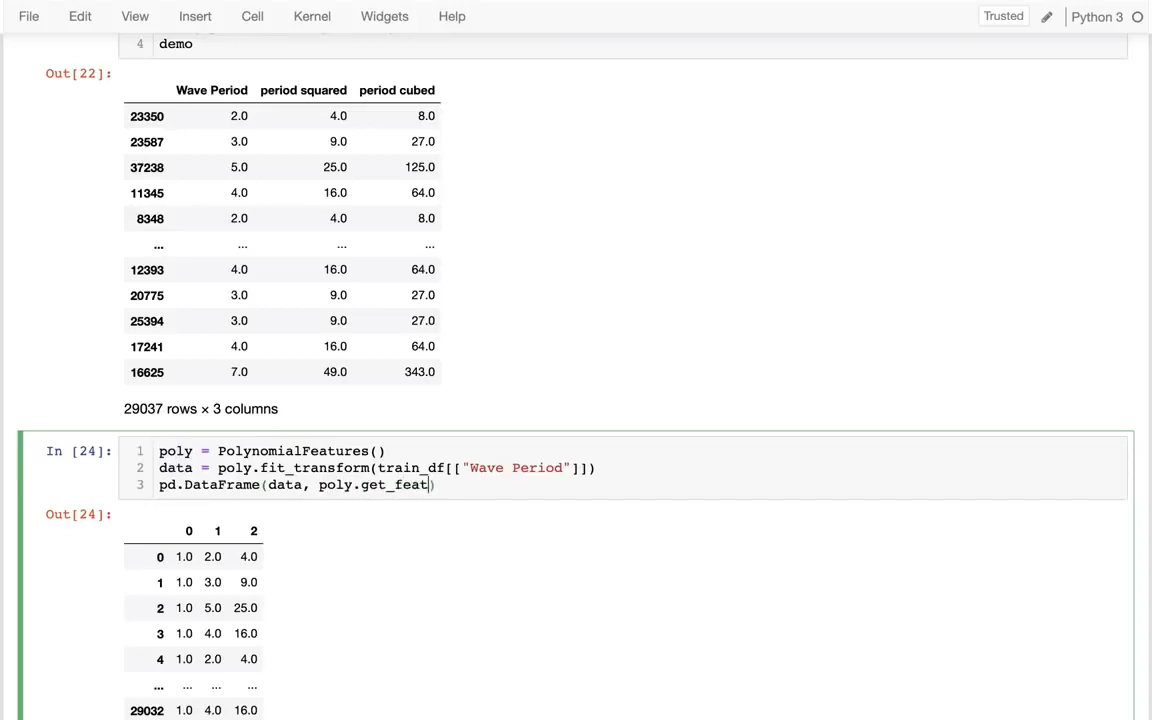 File Edit View Insert Cell Kernel Widgets Help Trusted Python 3
4 demo
Out[22]:
Wave Period period squared period cubed
23350 2.0 4.0 8.0
23587 3.0 9.0 27.0
37238 5.0 25.0 125.0
11345 4.0 16.0 64.0
8348 2.0 4.0 8.0
... ... ... ...
12393 4.0 16.0 64.0
20775 3.0 9.0 27.0
25394 3.0 9.0 27.0
17241 4.0 16.0 64.0
16625 7.0 49.0 343.0
29037 rows × 3 columns
In [24]: 1 poly = PolynomialFeatures()
2 data = poly.fit_transform(train_df[["Wave Period"]])
3 pd.DataFrame(data, poly.get_feat)
Out[24]:
0 1 2
0 1.0 2.0 4.0
1 1.0 3.0 9.0
2 1.0 5.0 25.0
3 1.0 4.0 16.0
4 1.0 2.0 4.0
... ... ... ...
29032 1.0 4.0 16.0